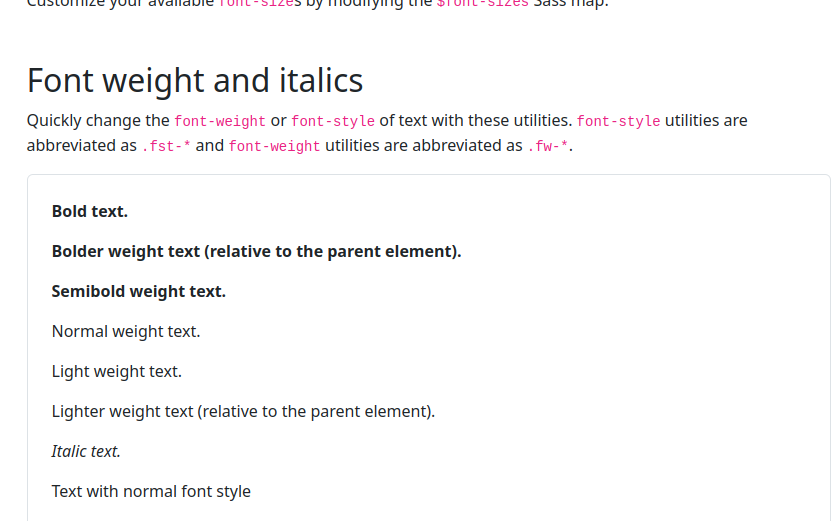 Customize your available font-sizes by modifying the $font-sizes Sass map.
Font weight and italics
Quickly change the font-weight or font-style of text with these utilities. font-style utilities are
abbreviated as .fst-* and font-weight utilities are abbreviated as .fw-*.
Bold text.
Bolder weight text (relative to the parent element).
Semibold weight text.
Normal weight text.
Light weight text.
Lighter weight text (relative to the parent element).
Italic text.
Text with normal font style